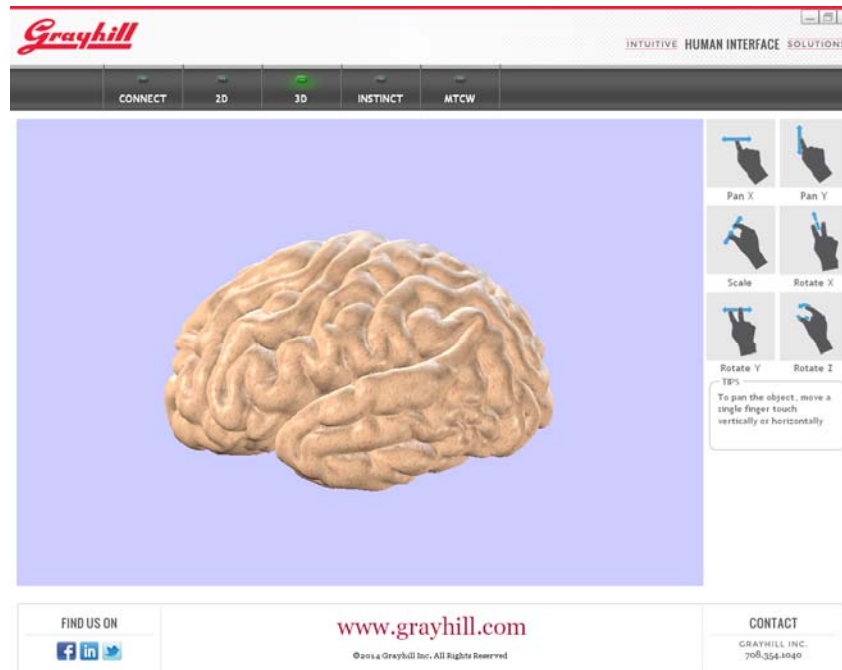 Grayhill
INTUITIVE HUMAN INTERFACE SOLUTIONS
CONNECT 2D 3D INSTINCT MTCW
Pan X Pan Y
Scale Rotate X
Rotate Y Rotate Z
TIPS
To pan the object, move a
single finger touch
vertically or horizontally
FIND US ON
f in
www.grayhill.com
©2014 Grayhill Inc. All Rights Reserved
CONTACT
GRAYHILL INC.
708.354.1040